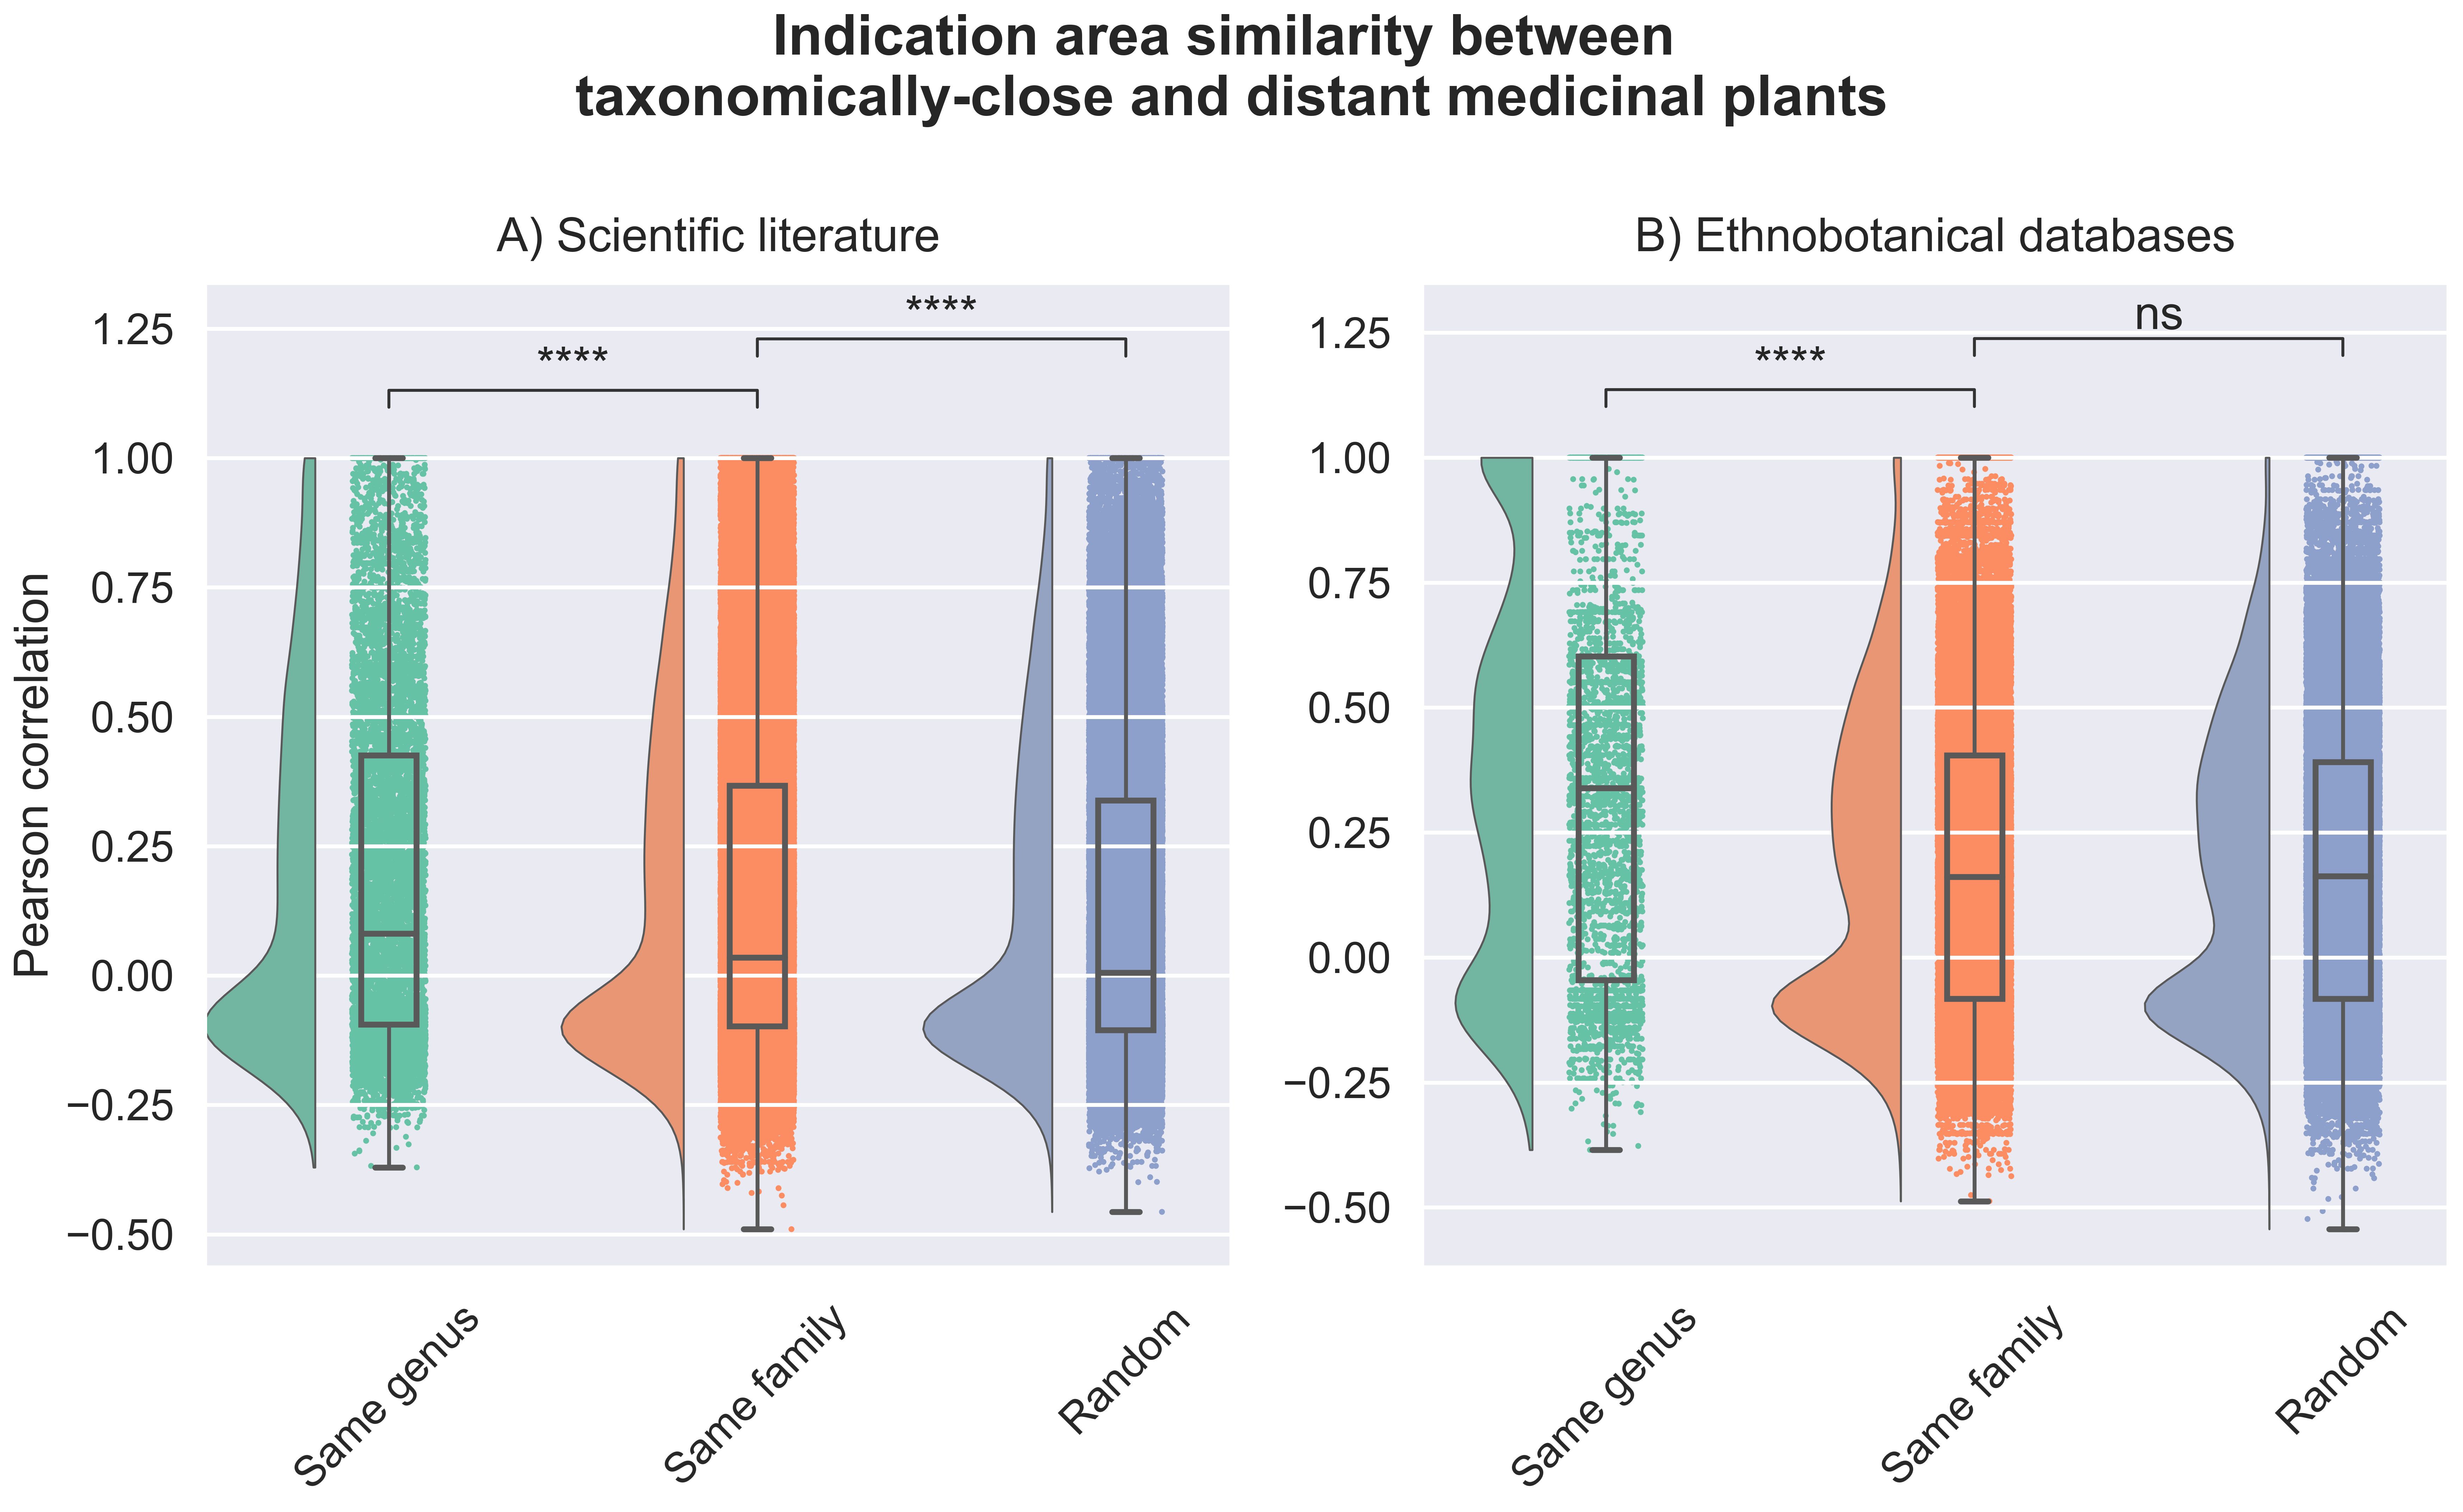 Indication area similarity between
taxonomically-close and distant medicinal plants
A) Scientific literature
Pearson correlation
1.25
1.00
0.75
0.50
0.25
0.00
−0.25
−0.50
****
****
Same genus
Same family
Random
B) Ethnobotanical databases
1.25
1.00
0.75
0.50
0.25
0.00
−0.25
−0.50
****
ns
Same genus
Same family
Random